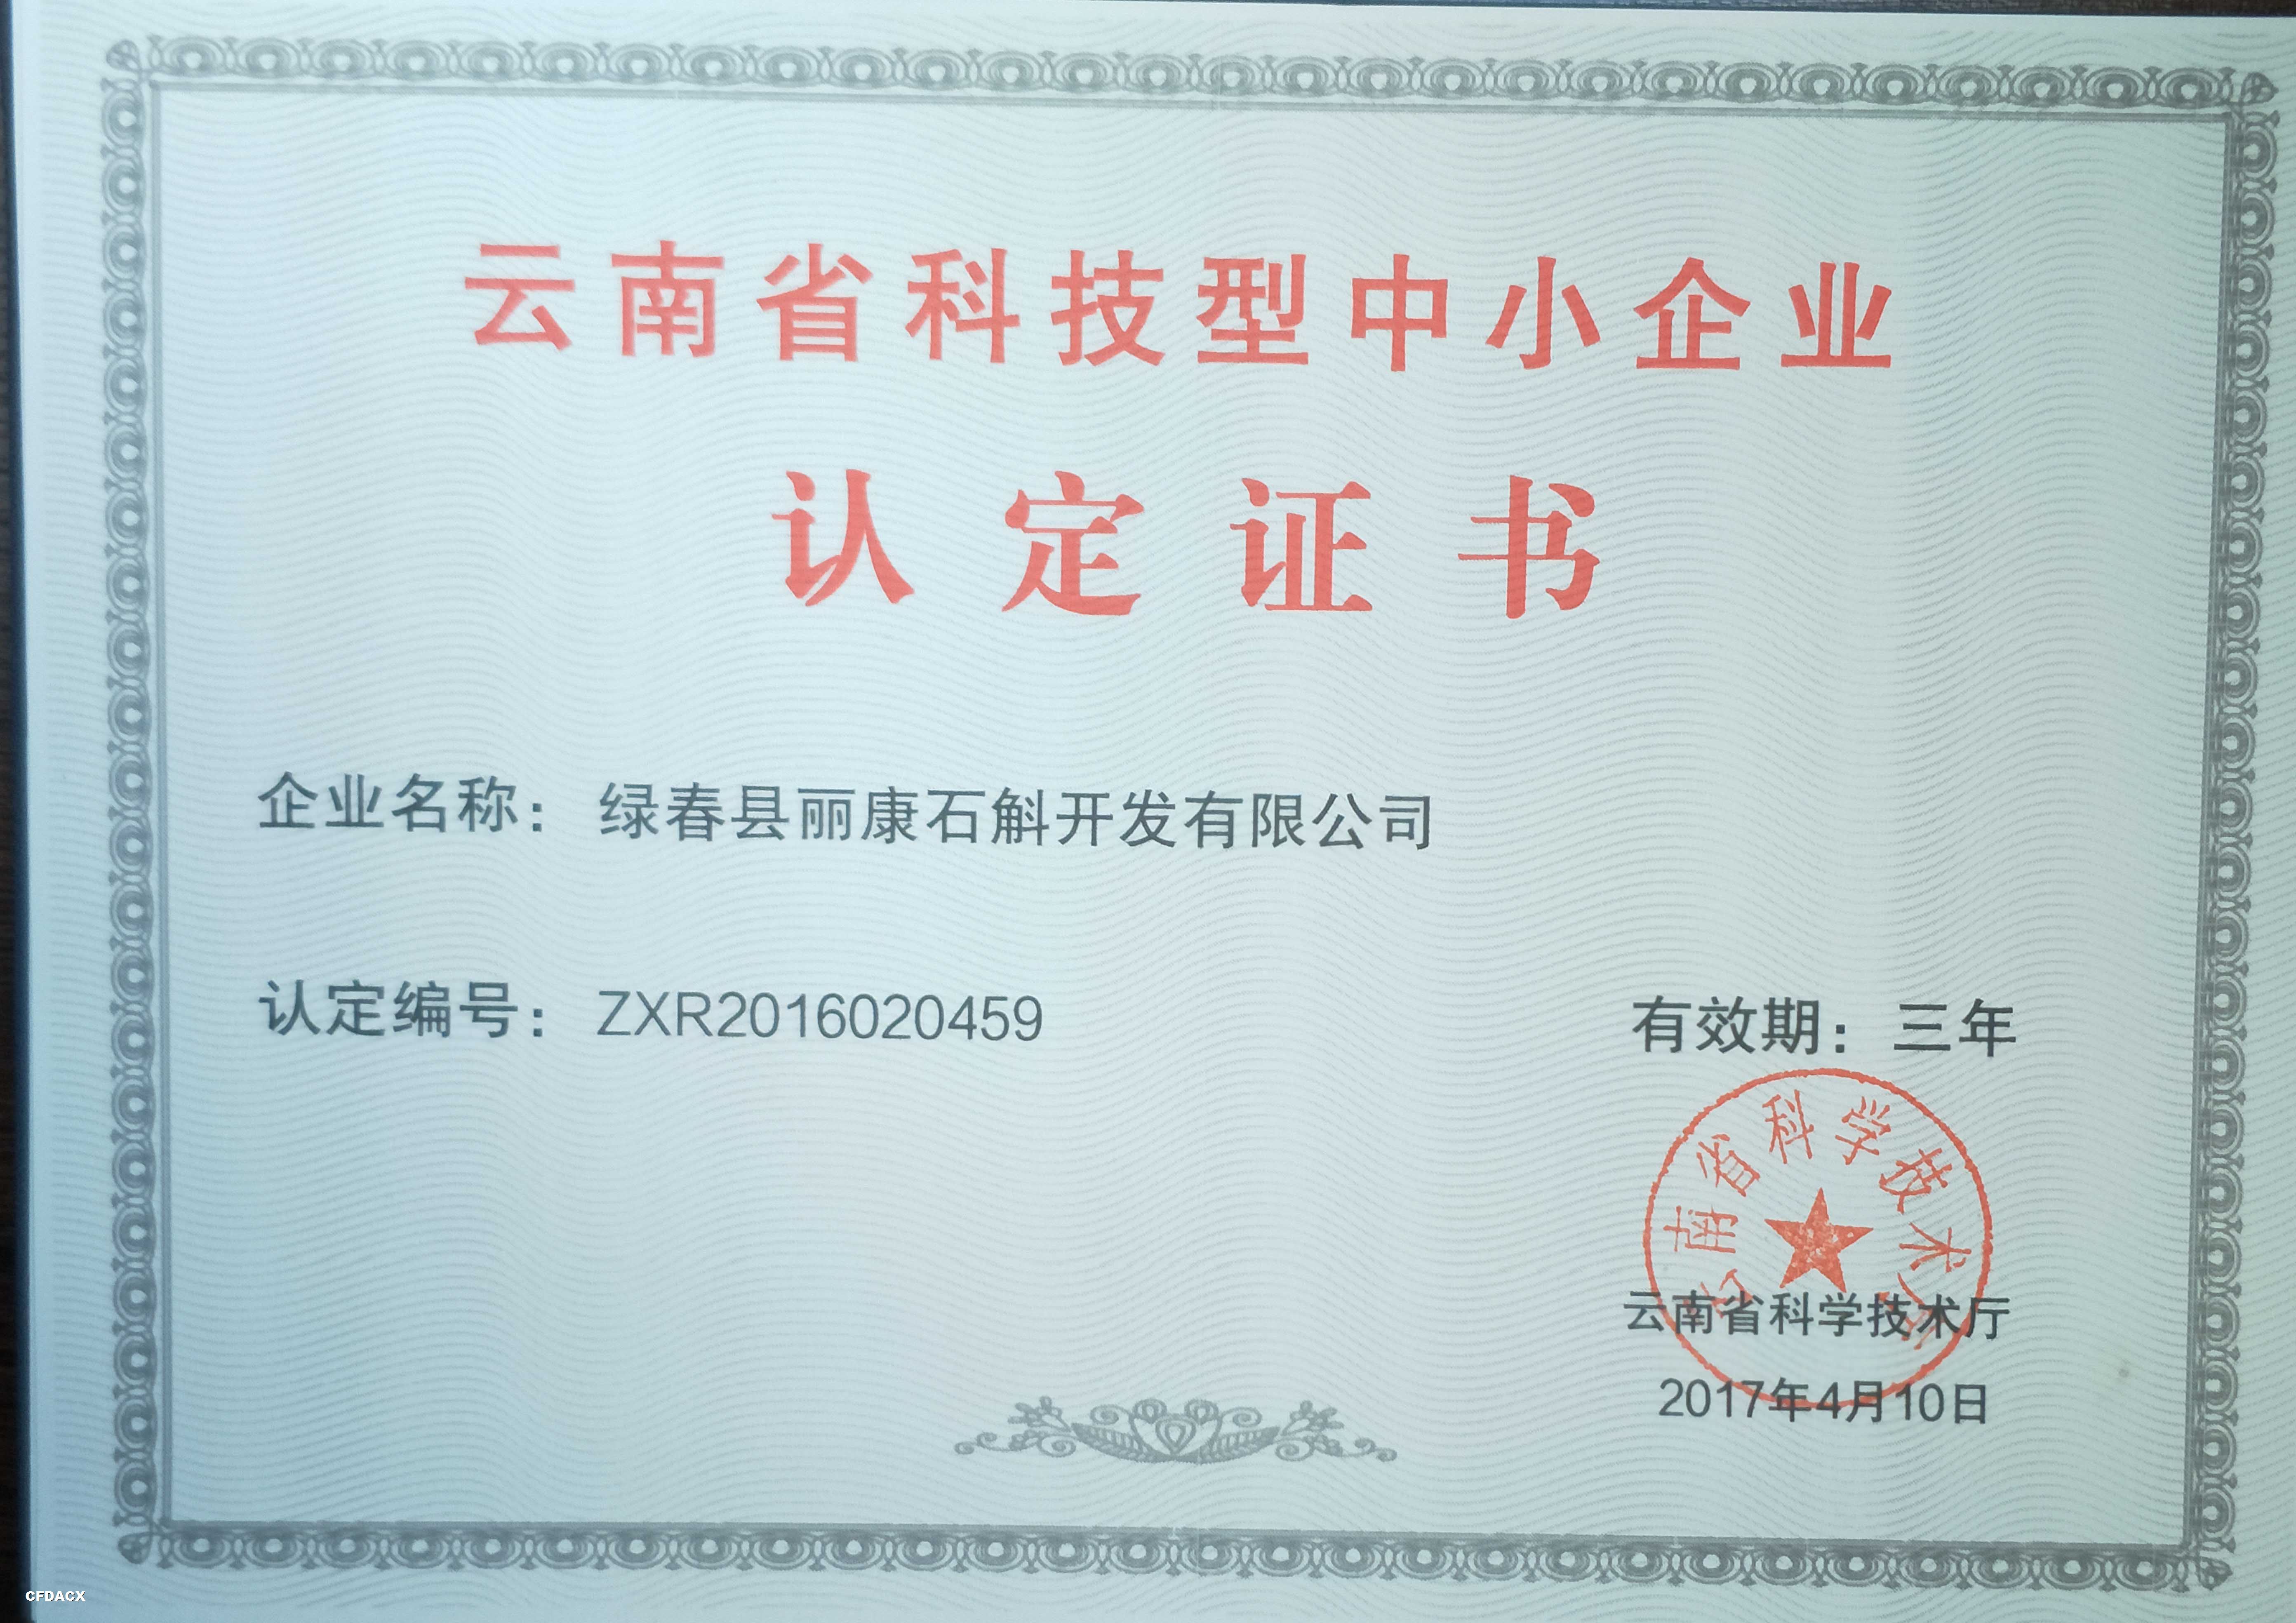 云南省科技型中小企业
认定证书
企业名称：绿春县丽康石斛开发有限公司
认定编号：ZXR2016020459
有效期：三年
云南省科学技术厅
云南省科学技术厅
2017年4月10日
CFDACX